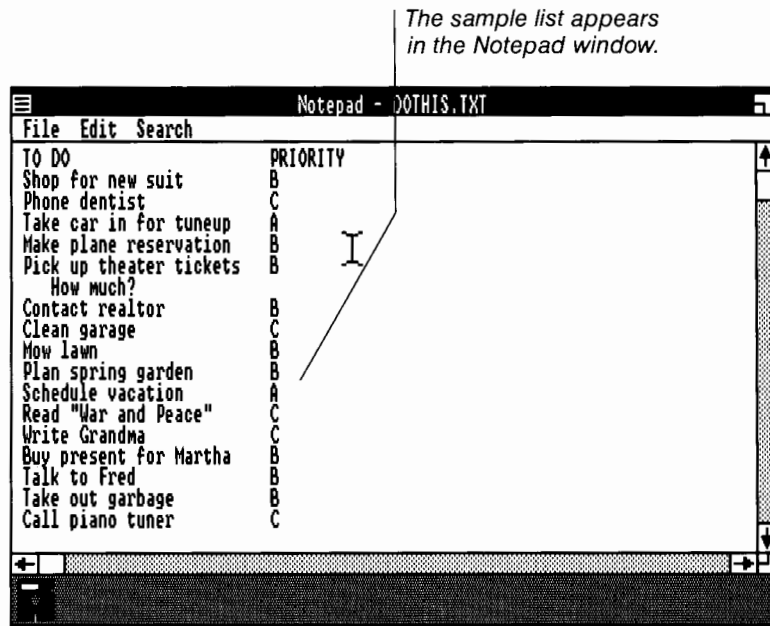 The sample list appears
in the Notepad window.
Notepad - DOTHIS.TXT
File Edit Search
TO DO PRIORITY
Shop for new suit B
Phone dentist C
Take car in for tuneup A
Make plane reservation B
Pick up theater tickets B
How much?
Contact realtor B
Clean garage C
Mow lawn B
Plan spring garden B
Schedule vacation A
Read "War and Peace" C
Write Grandma C
Buy present for Martha B
Talk to Fred B
Take out garbage B
Call piano tuner C